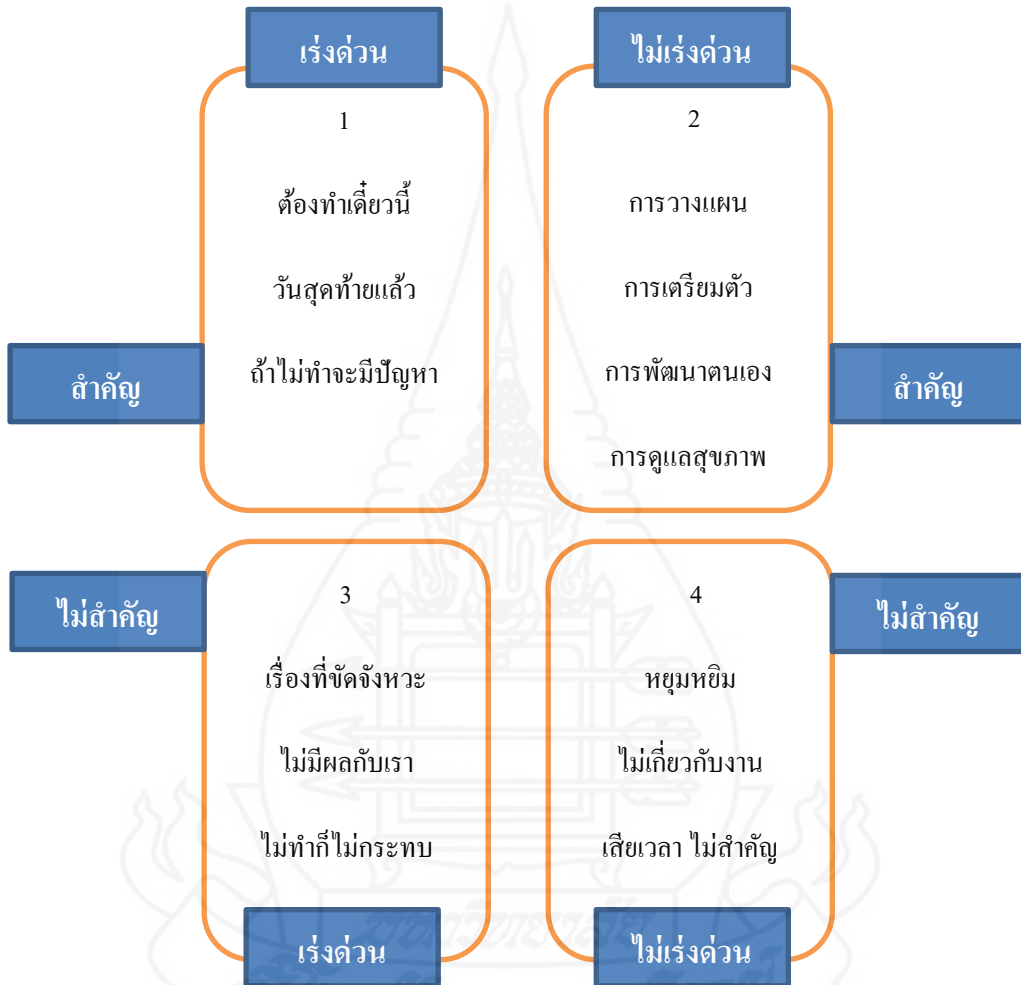 เร่งด่วน
ไม่เร่งด่วน
1
ต้องทำเดี๋ยวนี้
วันสุดท้ายแล้ว
ถ้าไม่ทำจะมีปัญหา
สำคัญ
2
การวางแผน
การเตรียมตัว
การพัฒนาตนเอง
การดูแลสุขภาพ
สำคัญ
ไม่สำคัญ
3
เรื่องที่ขัดจังหวะ
ไม่มีผลกับเรา
ไม่ทำก็ไม่กระทบ
4
หยุมหยิม
ไม่เกี่ยวกับงาน
เสียเวลา ไม่สำคัญ
ไม่สำคัญ
เร่งด่วน
ไม่เร่งด่วน